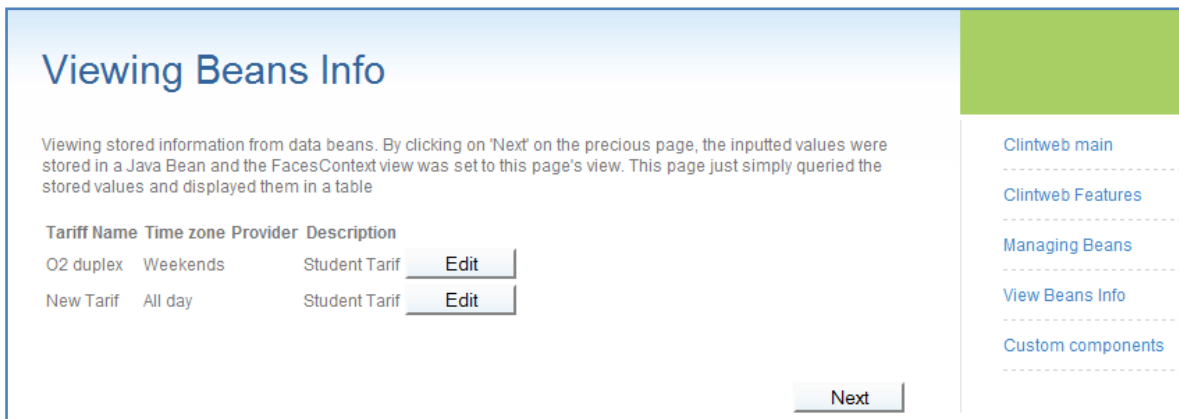 Viewing Beans Info
Viewing stored information from data beans. By clicking on 'Next' on the precious page, the inputted values were
stored in a Java Bean and the FacesContext view was set to this page's view. This page just simply queried the
stored values and displayed them in a table
Tariff Name Time zone Provider Description
O2 duplex Weekends Student Tarif Edit
New Tarif All day Student Tarif Edit
Next
Clintweb main
Clintweb Features
Managing Beans
View Beans Info
Custom components